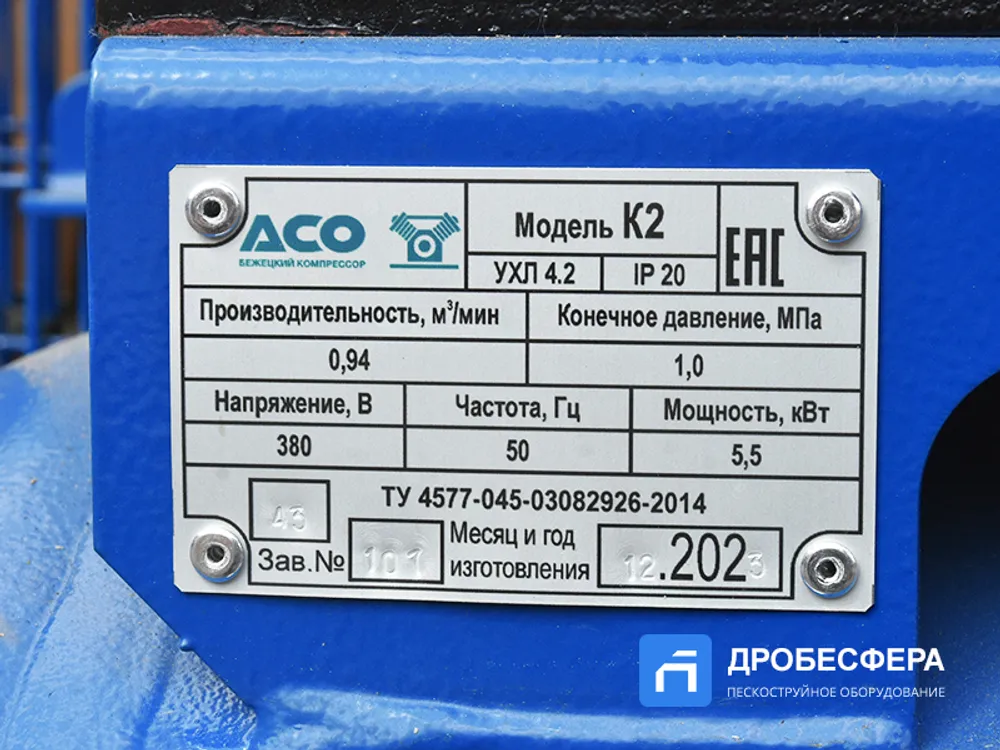 АСО
БЕЖЕЦКИЙ КОМПРЕССОР
Модель К2
УХЛ 4.2
IP 20
ЕАС
Производительность, м³/мин
Конечное давление, МПа
0,94
1,0
Напряжение, В
Частота, Гц
Мощность, кВт
380
50
5,5
ТУ 4577-045-03082926-2014
43
Зав.№
101
Месяц и год
изготовления
12.2023
ДРОБЕСФЕРА
ПЕСКОСТРУЙНОЕ ОБОРУДОВАНИЕ